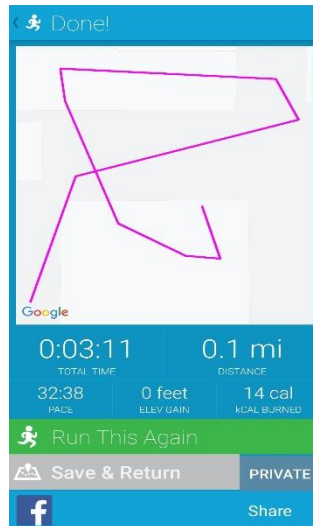 Done!
Google
0:03:11 0.1 mi
TOTAL TIME DISTANCE
32:38 0 feet 14 cal
PACE ELEV GAIN kCAL BURNED
Run This Again
Save & Return PRIVATE
f Share